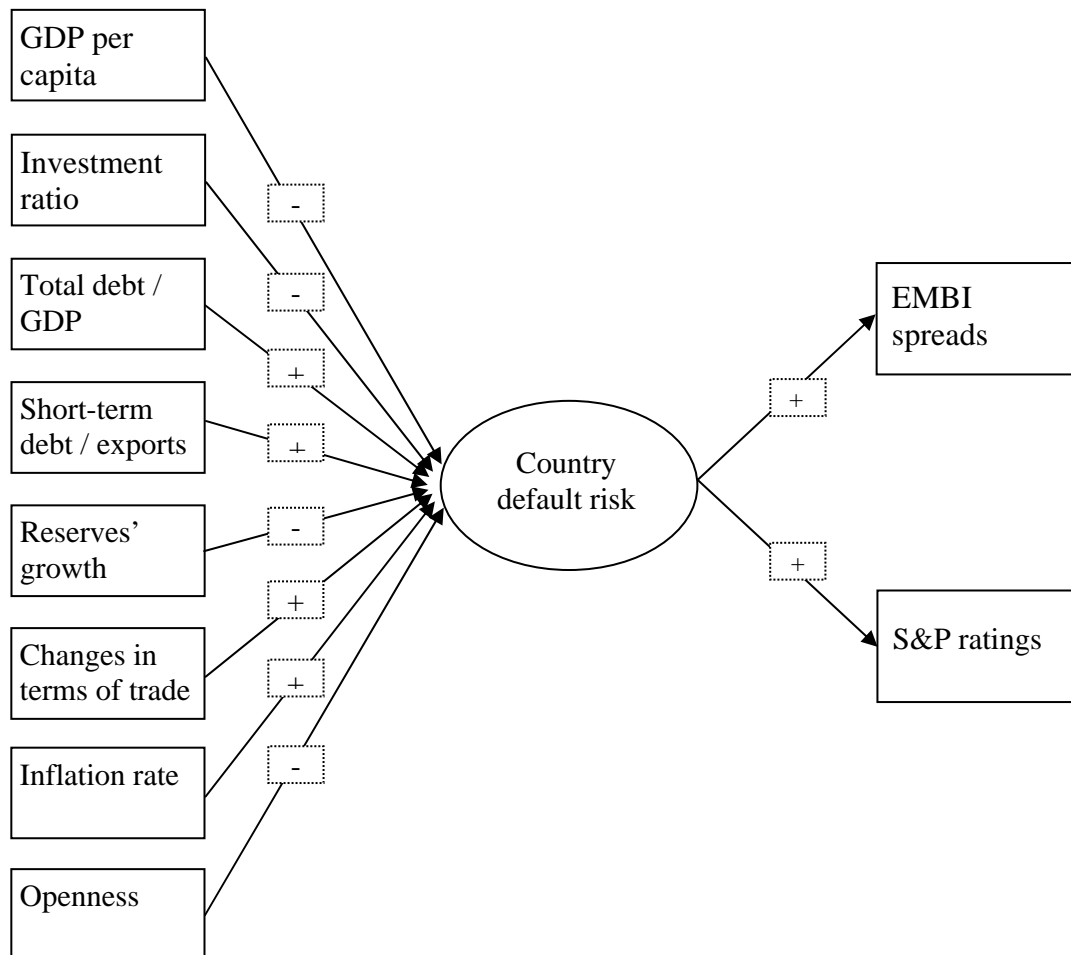 GDP per
capita
Investment
ratio
Total debt /
GDP
Short-term
debt / exports
Reserves’
growth
Changes in
terms of trade
Inflation rate
Openness
-
-
+
+
-
+
+
-
Country
default risk
+
+
EMBI
spreads
S&P ratings